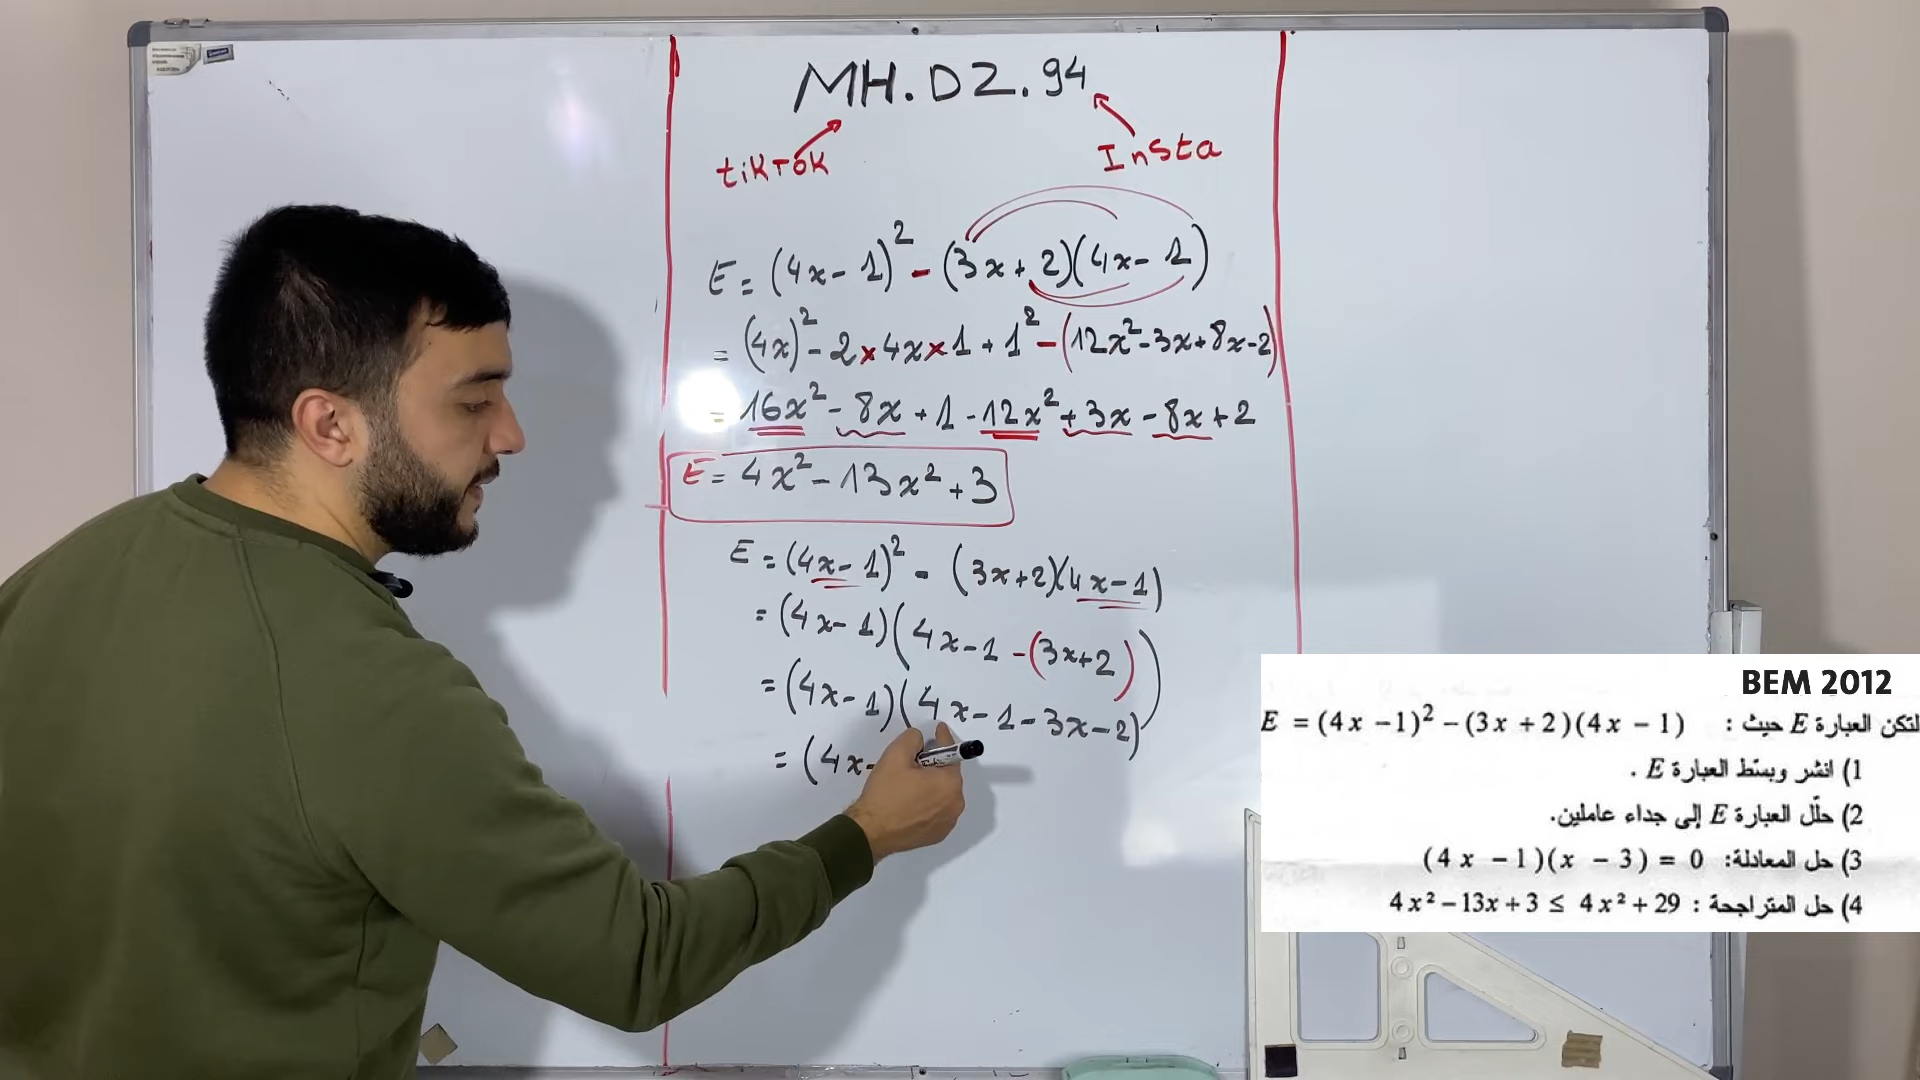 MH.DZ.94
tiKTOK
InSta
E = (4x - 1)² - (3x + 2)(4x - 1)
= (4x)² - 2 × 4x × 1 + 1² - (12x² - 3x + 8x - 2)
= 16x² - 8x + 1 - 12x² + 3x - 8x + 2
E = 4x² - 13x² + 3
E = (4x - 1)² - (3x + 2)(4x - 1)
= (4x - 1)(4x - 1 - (3x + 2))
= (4x - 1)(4x - 1 - 3x - 2)
= (4x -
BEM 2012
لتكن العبارة E حيث : E = (4x - 1)² - (3x + 2)(4x - 1)
1) انشر وبسّط العبارة E .
2) حلّل العبارة E إلى جداء عاملين.
3) حل المعادلة: (4x - 1)(x - 3) = 0
4) حل المتراجحة : 4x² - 13x + 3 ≤ 4x² + 29